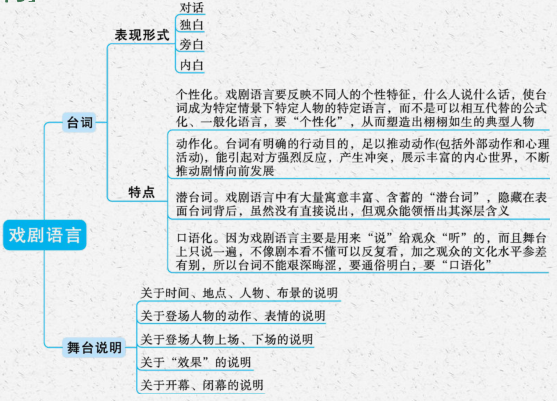 对话
表现形式
独白
旁白
内白
个性化。戏剧语言要反映不同人的个性特征，什么人说什么话，使台
词成为特定情景下特定人物的特定语言，而不是可以相互代替的公式
化、一般化语言，要“个性化”，从而塑造出栩栩如生的典型人物
台词
动作化。台词有明确的行动目的，足以推动动作(包括外部动作和心理
活动)，能引起对方强烈反应，产生冲突，展示丰富的内心世界，不断
推动剧情向前发展
特点
潜台词。戏剧语言中有大量寓意丰富、含蓄的“潜台词”，隐藏在表
面台词背后，虽然没有直接说出，但观众能领悟出其深层含义
戏剧语言
口语化。因为戏剧语言主要是用来“说”给观众“听”的，而且舞台
上只说一遍，不像剧本看不懂可以反复看，加之观众的文化水平参差
有别，所以台词不能艰深晦涩，要通俗明白，要“口语化”
关于时间、地点、人物、布景的说明
关于登场人物的动作、表情的说明
舞台说明
关于登场人物上场、下场的说明
关于“效果”的说明
关于开幕、闭幕的说明